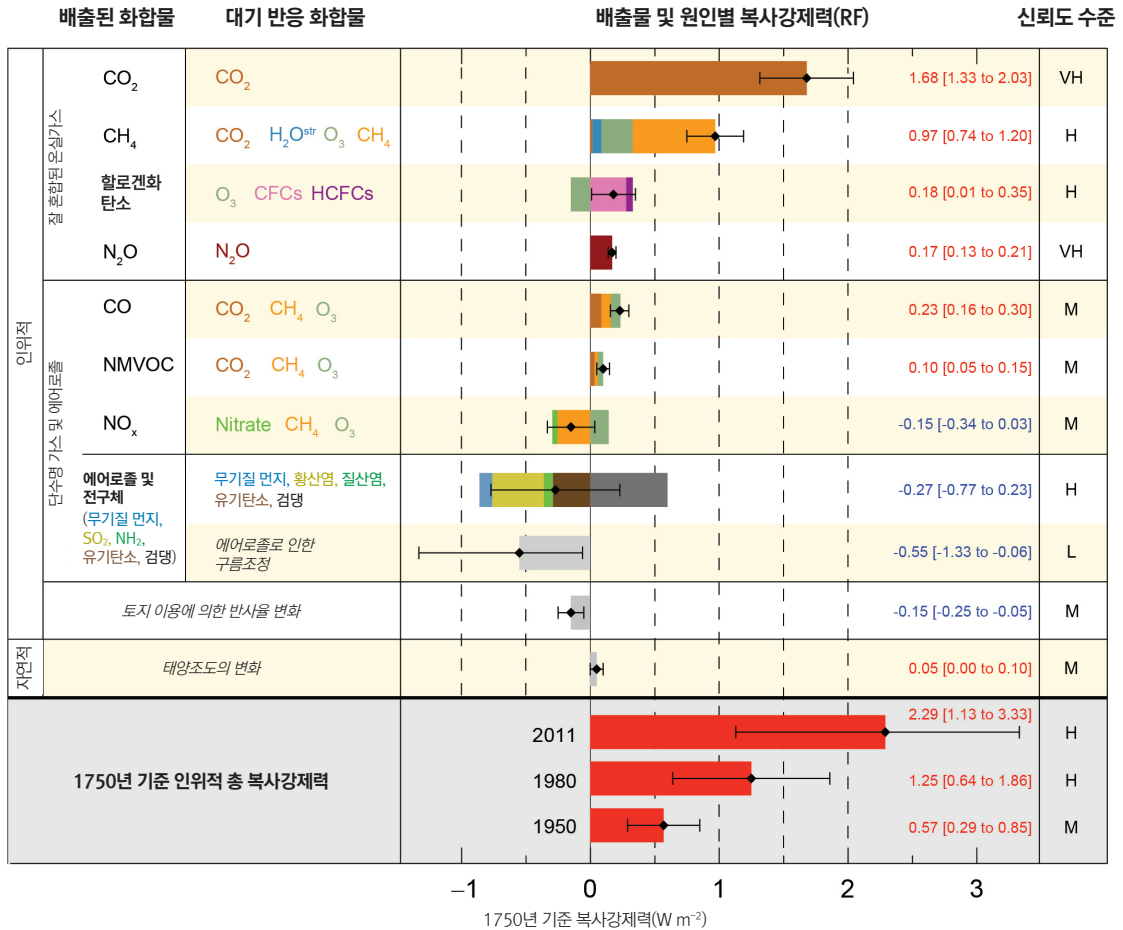 배출된 화합물 대기 반응 화합물 배출물 및 원인별 복사강제력(RF) 신뢰도 수준
인위적
잘 혼합된 온실가스
CO₂ CO₂ 1.68 [1.33 to 2.03] VH
CH₄ CO₂ H₂Oˢᵗʳ O₃ CH₄ 0.97 [0.74 to 1.20] H
할로겐화
탄소
O₃ CFCs HCFCs 0.18 [0.01 to 0.35] H
N₂O N₂O 0.17 [0.13 to 0.21] VH
단수명 가스 및 에어로졸
CO CO₂ CH₄ O₃ 0.23 [0.16 to 0.30] M
NMVOC CO₂ CH₄ O₃ 0.10 [0.05 to 0.15] M
NOₓ Nitrate CH₄ O₃ -0.15 [-0.34 to 0.03] M
에어로졸 및
전구체
(무기질 먼지,
SO₂, NH₂,
유기탄소, 검댕)
무기질 먼지, 황산염, 질산염,
유기탄소, 검댕
-0.27 [-0.77 to 0.23] H
에어로졸로 인한
구름조정
-0.55 [-1.33 to -0.06] L
토지 이용에 의한 반사율 변화 -0.15 [-0.25 to -0.05] M
자연적
태양조도의 변화 0.05 [0.00 to 0.10] M
1750년 기준 인위적 총 복사강제력
2011 2.29 [1.13 to 3.33] H
1980 1.25 [0.64 to 1.86] H
1950 0.57 [0.29 to 0.85] M
−1 0 1 2 3
1750년 기준 복사강제력(W m⁻²)